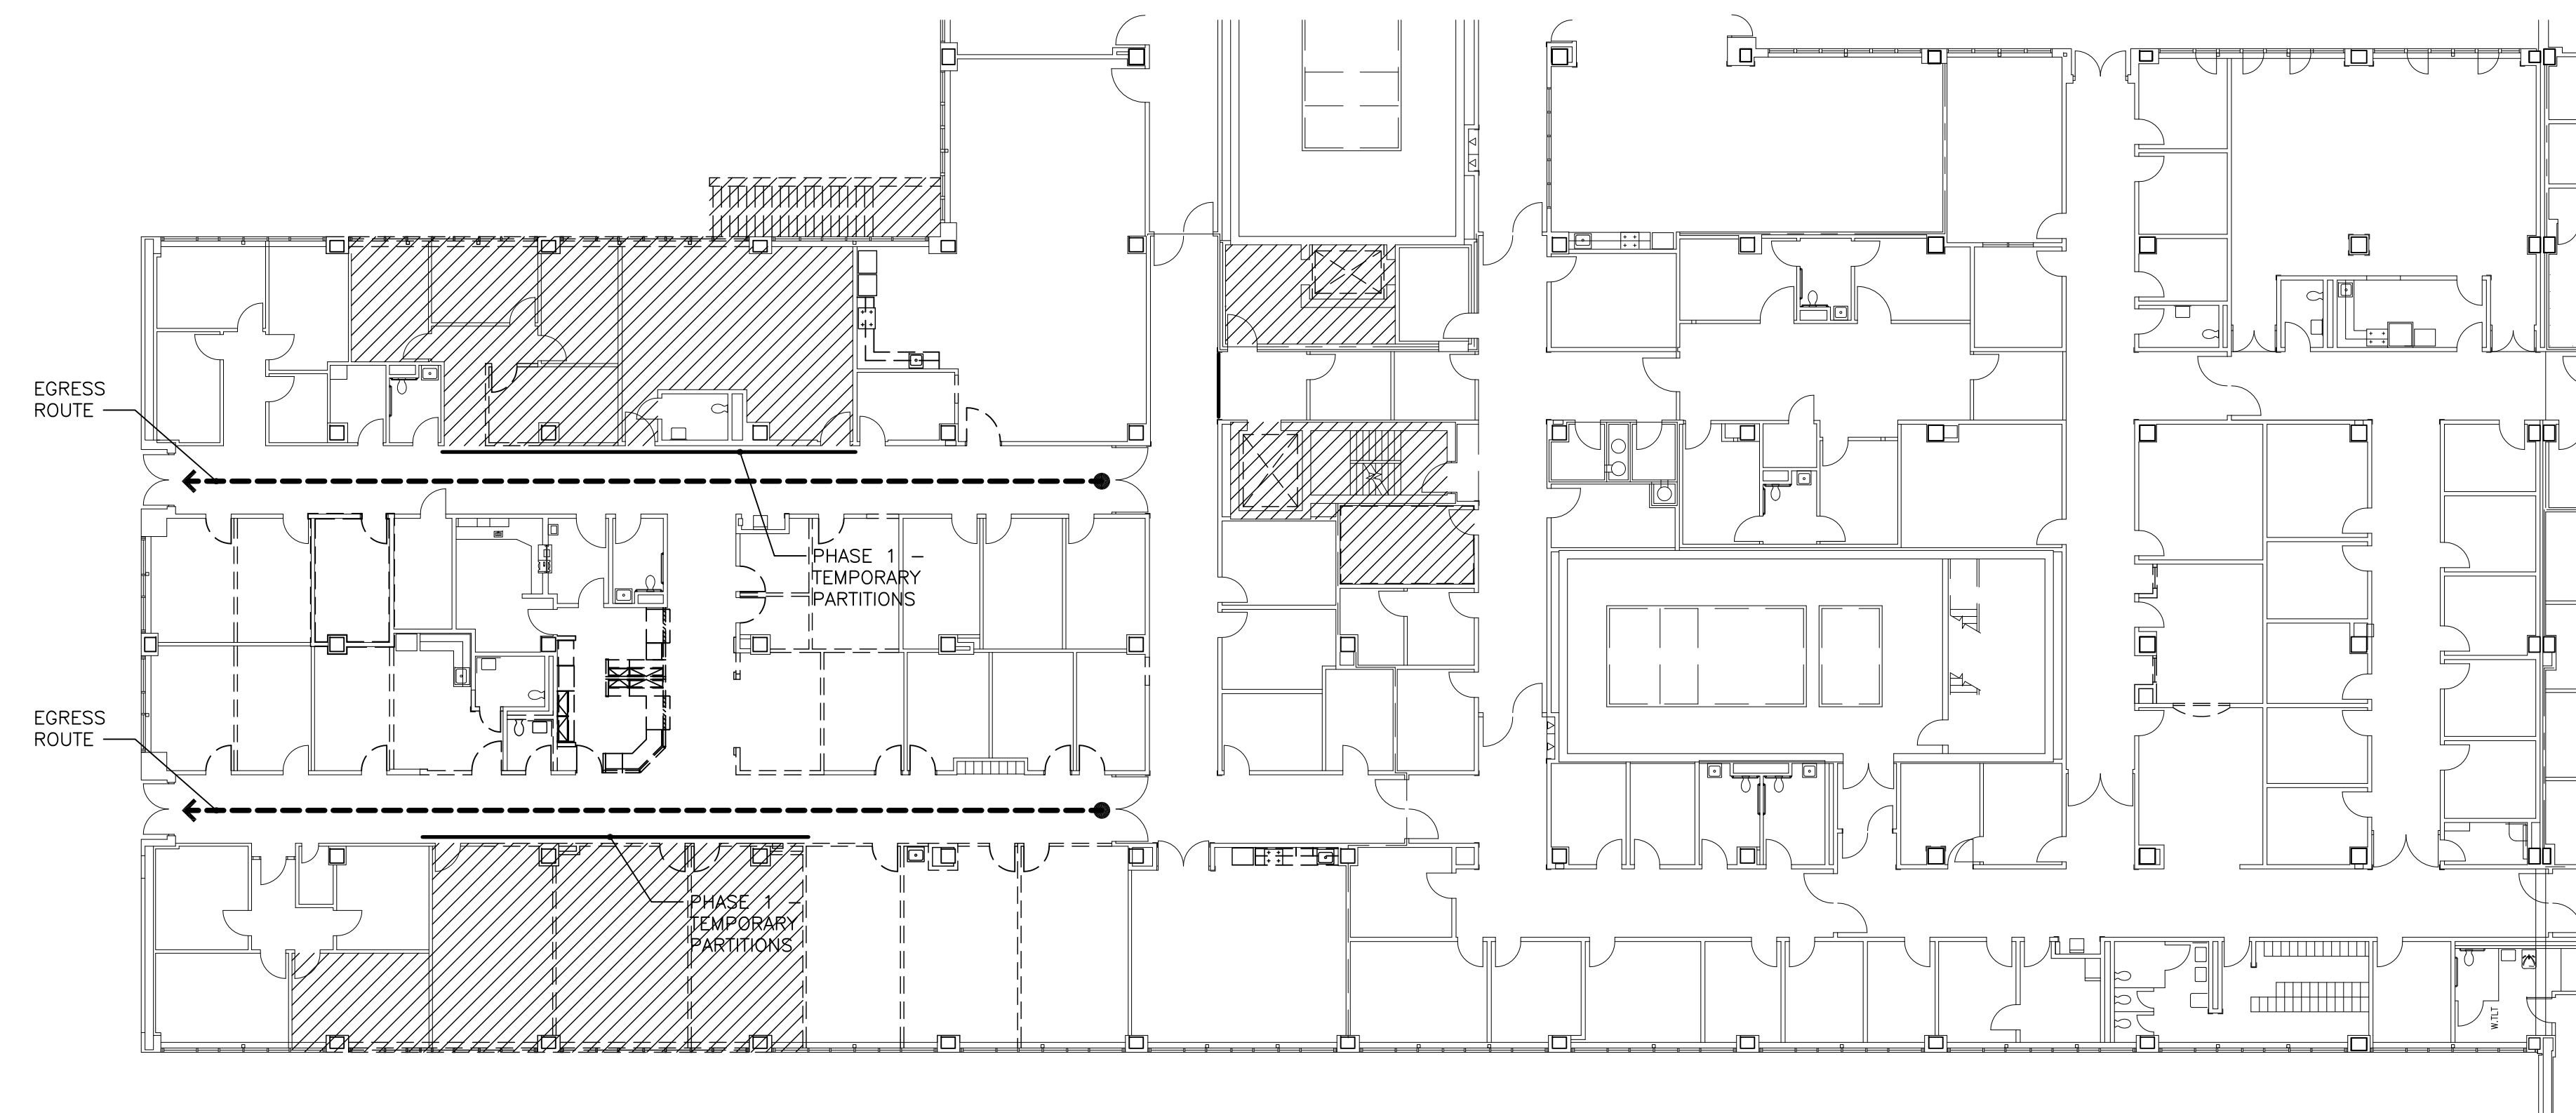 EGRESS
ROUTE
PHASE 1 –
TEMPORARY
PARTITIONS
EGRESS
ROUTE
PHASE 1 –
TEMPORARY
PARTITIONS
W.TLT